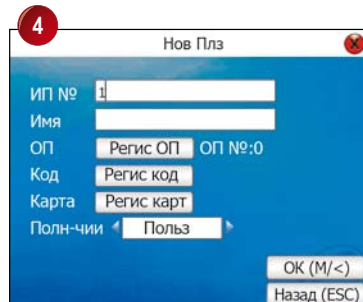 4
Нов Плз
ИП № 1
Имя
ОП Регис ОП ОП №:0
Код Регис код
Карта Регис карт
Полн-чии Польз
ОК (M/<)
Назад (ESC)